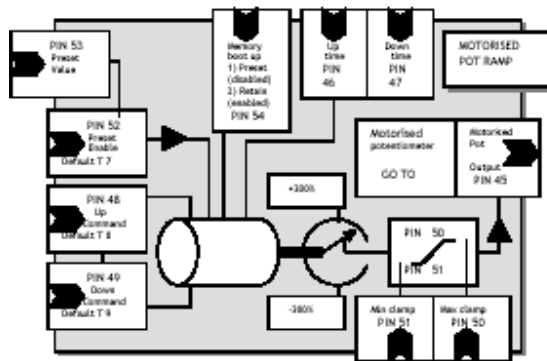 PIN 53
Preset
Value
Memory
boot up
1) Preset
(disabled)
2) Retain
(enabled)
PIN 54
Up
time
PIN
46
Down
time
PIN
47
MOTORISED
POT RAMP
PIN 52
Preset
Enable
Default T 7
Motorised
potentiometer
GO TO
Motorised
Pot
Output
PIN 45
PIN 48
Up
Command
Default T 8
+300%
PIN 50
PIN 51
PIN 49
Down
Command
Default T 9
-300%
Min clamp
PIN 51
Max clamp
PIN 50